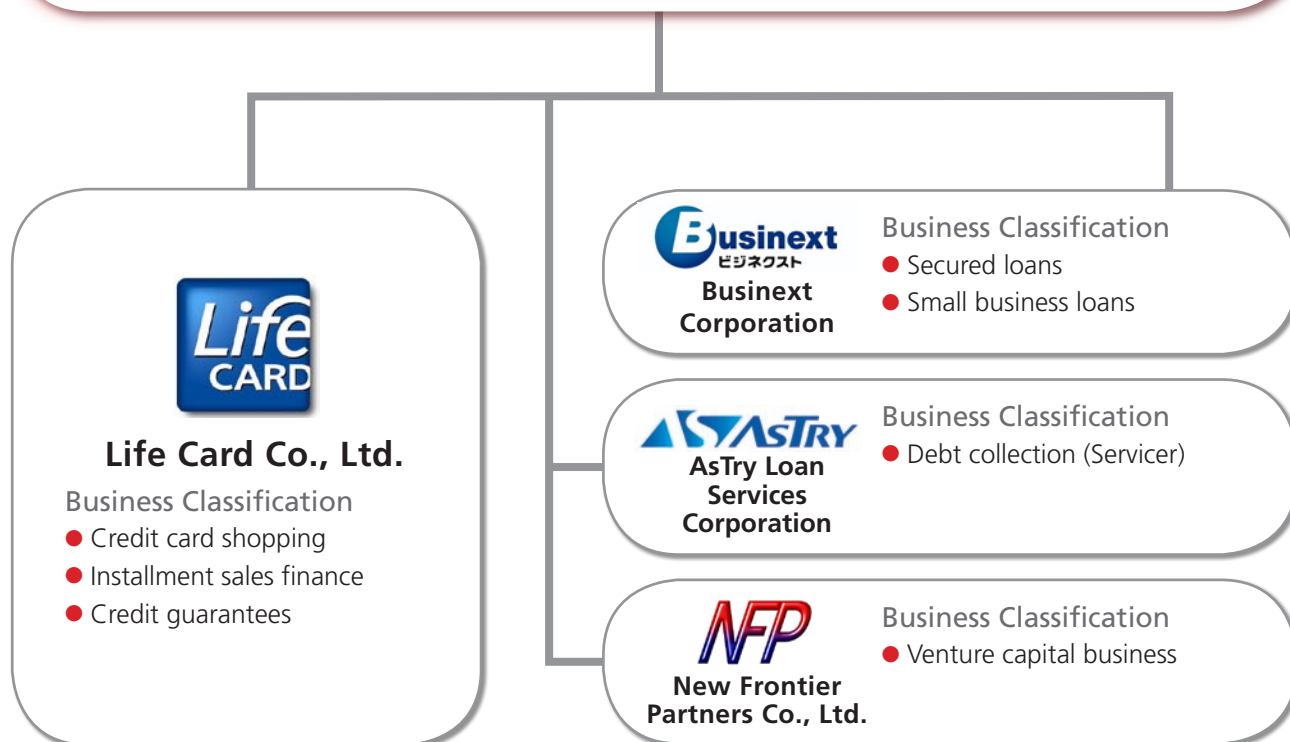 Life
CARD
Life Card Co., Ltd.
Business Classification
● Credit card shopping
● Installment sales finance
● Credit guarantees
Businext
ビジネクスト
Businext
Corporation
Business Classification
● Secured loans
● Small business loans
ASTRY
AsTry Loan
Services
Corporation
Business Classification
● Debt collection (Servicer)
NFP
New Frontier
Partners Co., Ltd.
Business Classification
● Venture capital business